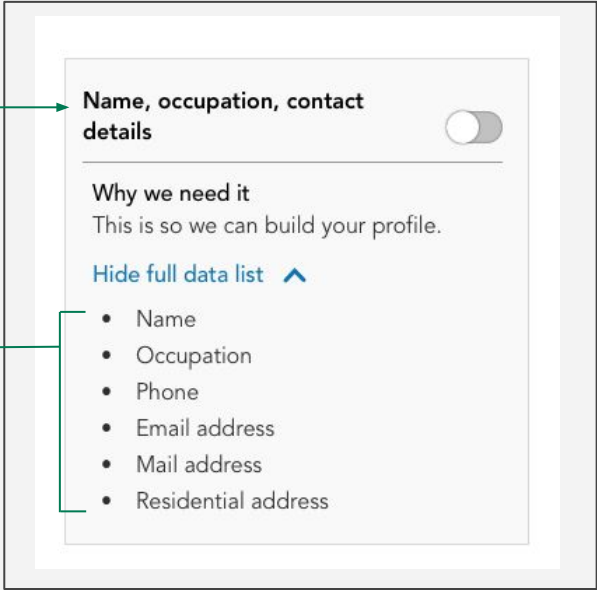 Name, occupation, contact
details
Why we need it
This is so we can build your profile.
Hide full data list
Name
Occupation
Phone
Email address
Mail address
Residential address